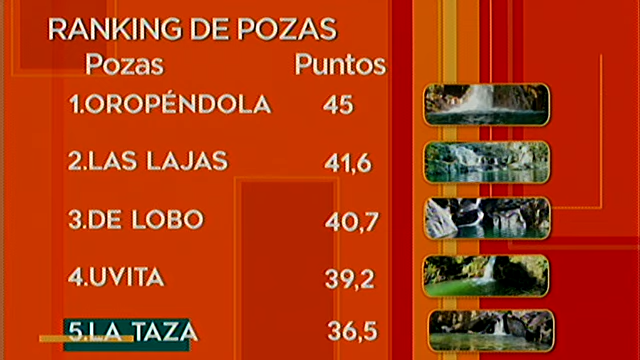 RANKING DE POZAS
Pozas Puntos
1.OROPÉNDOLA 45
2.LAS LAJAS 41,6
3.DE LOBO 40,7
4.UVITA 39,2
5.LA TAZA 36,5